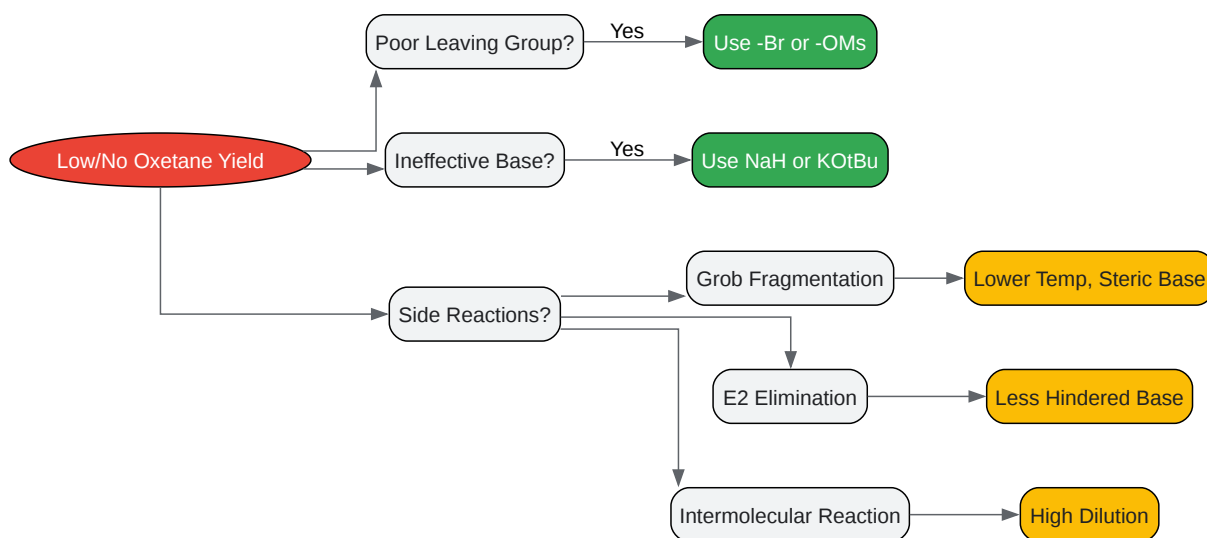 Poor Leaving Group?
Yes
Use -Br or -OMs
Low/No Oxetane Yield
Ineffective Base?
Yes
Use NaH or KOtBu
Side Reactions?
Grob Fragmentation
Lower Temp, Steric Base
E2 Elimination
Less Hindered Base
Intermolecular Reaction
High Dilution